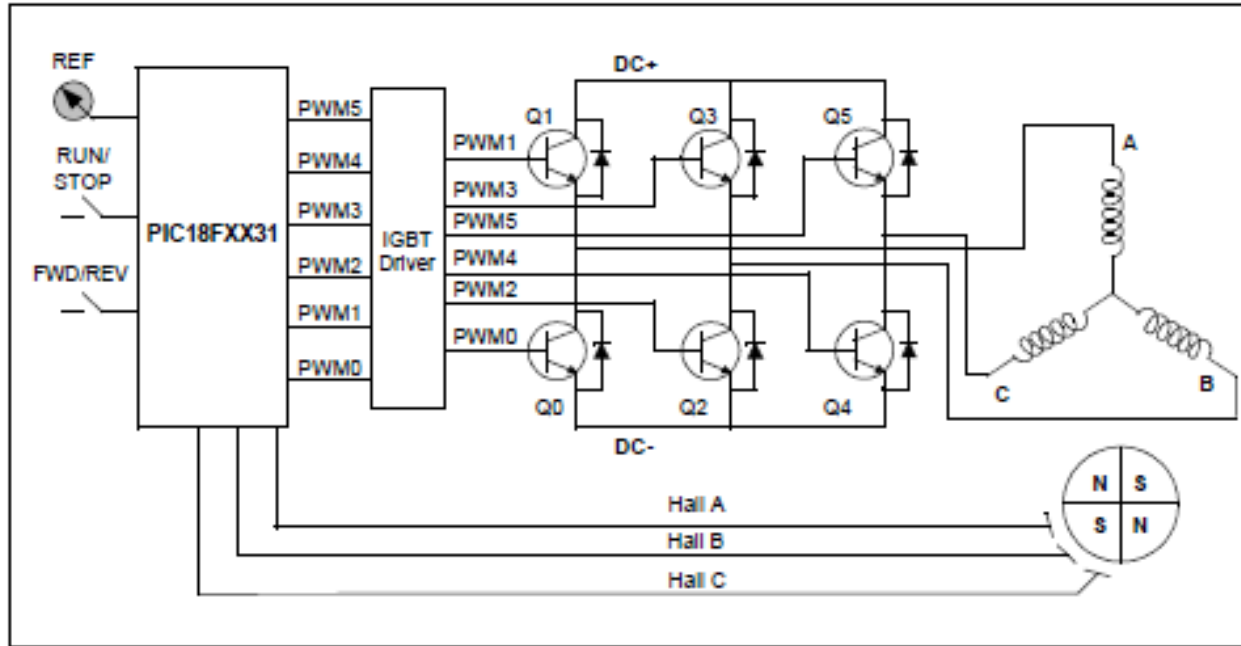 REF
RUN/
STOP
FWD/REV
PIC18FXX31
PWM5
PWM4
PWM3
PWM2
PWM1
PWM0
IGBT
Driver
PWM1
PWM3
PWM5
PWM4
PWM2
PWM0
DC+
Q1
Q3
Q5
Q0
Q2
Q4
DC-
A
C
B
N S
S N
Hall A
Hall B
Hall C